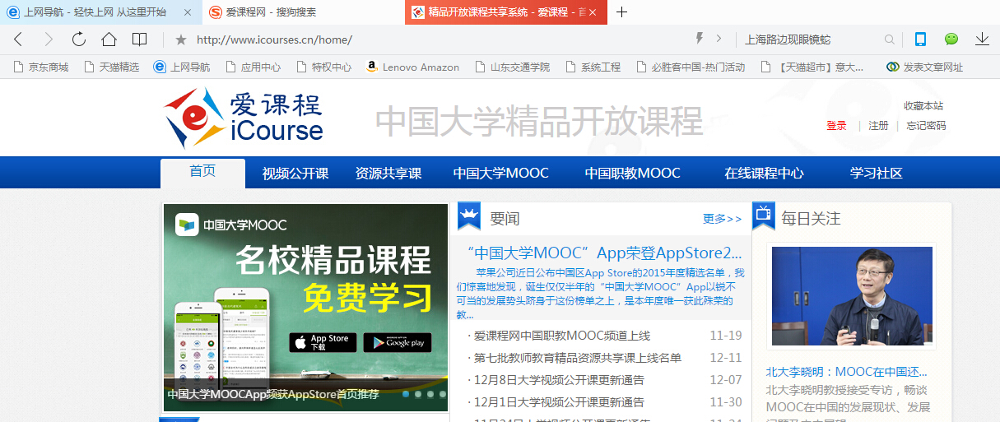 上网导航 - 轻快上网 从这里开始
爱课程网 - 搜狗搜索
精品开放课程共享系统 - 爱课程 -
http://www.icourses.cn/home/
上海路边现眼镜蛇
京东商城 天猫精选 上网导航 应用中心 特权中心 Lenovo Amazon 山东交通学院 系统工程 必胜客中国-热门活动 【天猫超市】意大... 发表文章网址
爱课程
iCourse
中国大学精品开放课程
收藏本站
登录 | 注册 | 忘记密码
首页 视频公开课 资源共享课 中国大学MOOC 中国职教MOOC 在线课程中心 学习社区
中国大学MOOC
名校精品课程
免费学习
App Store
下载
Google play
中国大学MOOCApp频获AppStore首页推荐
要闻
更多>>
“中国大学MOOC”App荣登AppStore2...
苹果公司近日公布中国区App Store的2015年度精选名单，我
们惊喜地发现，诞生仅仅半年的“中国大学MOOC”App以锐不
可当的发展势头跻身于这份榜单之上，是本年度唯一获此殊荣的
教...
· 爱课程网中国职教MOOC频道上线 11-19
· 第七批教师教育精品资源共享课上线名单 12-11
· 12月8日大学视频公开课更新通告 12-07
· 12月1日大学视频公开课更新通告 11-30
· 11月24日大学视频公开课更新通告 11-24
每日关注
北大李晓明：MOOC在中国还...
北大李晓明教授接受专访，畅谈
MOOC在中国的发展现状、发展